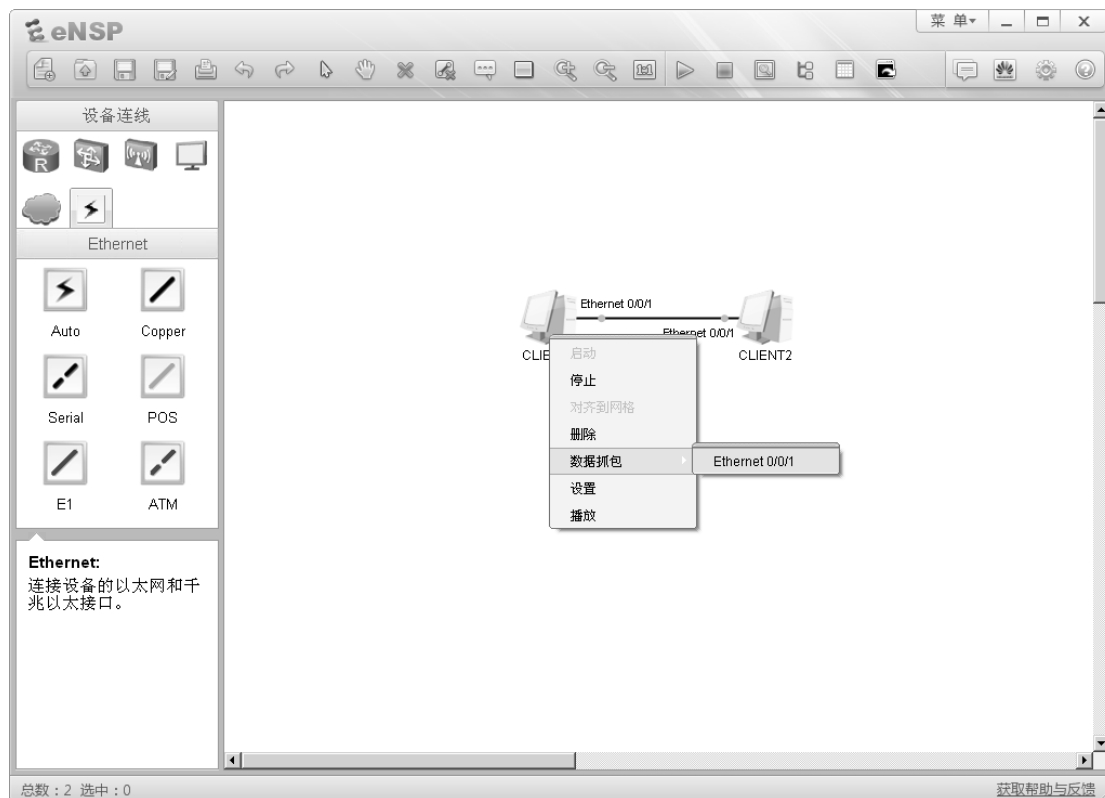 eNSP
菜 单
设备连线
R
Ethernet
Auto
Copper
Serial
POS
E1
ATM
Ethernet:
连接设备的以太网和千
兆以太接口。
Ethernet 0/0/1
Ethernet 0/0/1
CLIE
CLIENT2
启动
停止
对齐到网格
删除
数据抓包
Ethernet 0/0/1
设置
播放
总数：2 选中：0
获取帮助与反馈